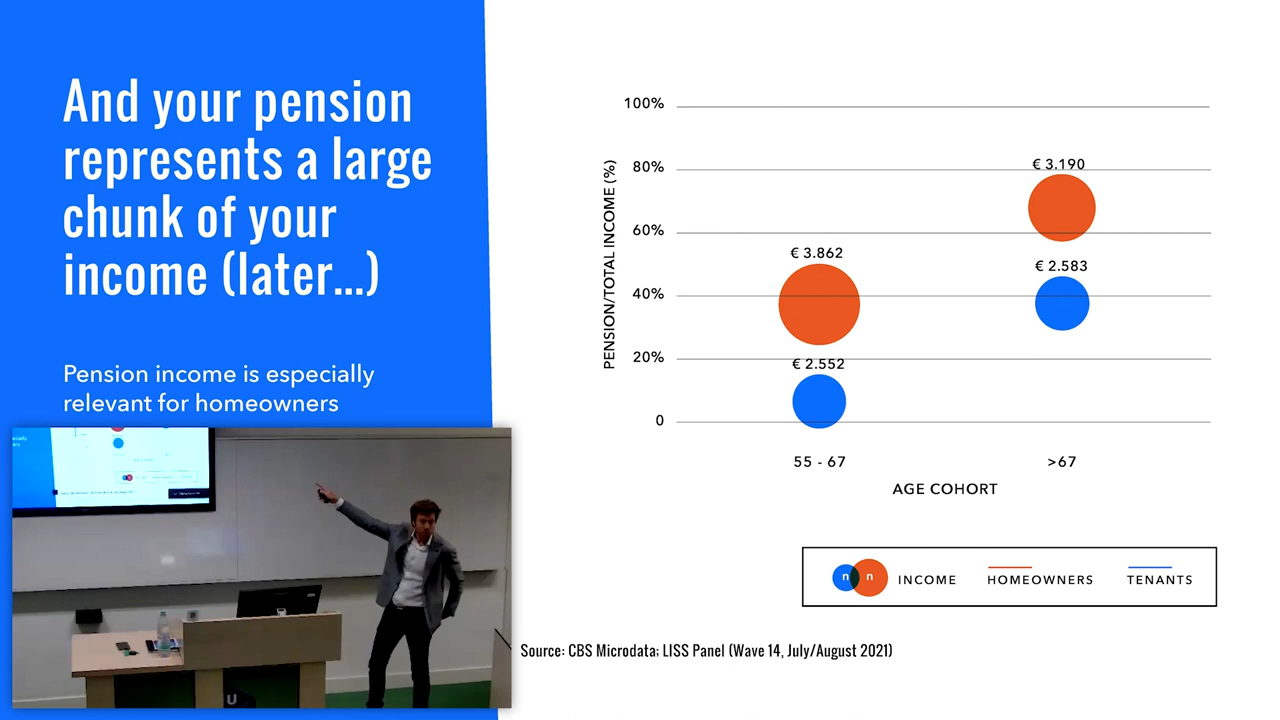 And your pension
represents a large
chunk of your
income (later...)
Pension income is especially
relevant for homeowners
PENSION/TOTAL INCOME (%)
100%
80%
60%
40%
20%
0
€ 3.862
€ 2.552
€ 3.190
€ 2.583
55 - 67
>67
AGE COHORT
n n INCOME HOMEOWNERS TENANTS
Source: CBS Microdata; LISS Panel (Wave 14, July/August 2021)
U